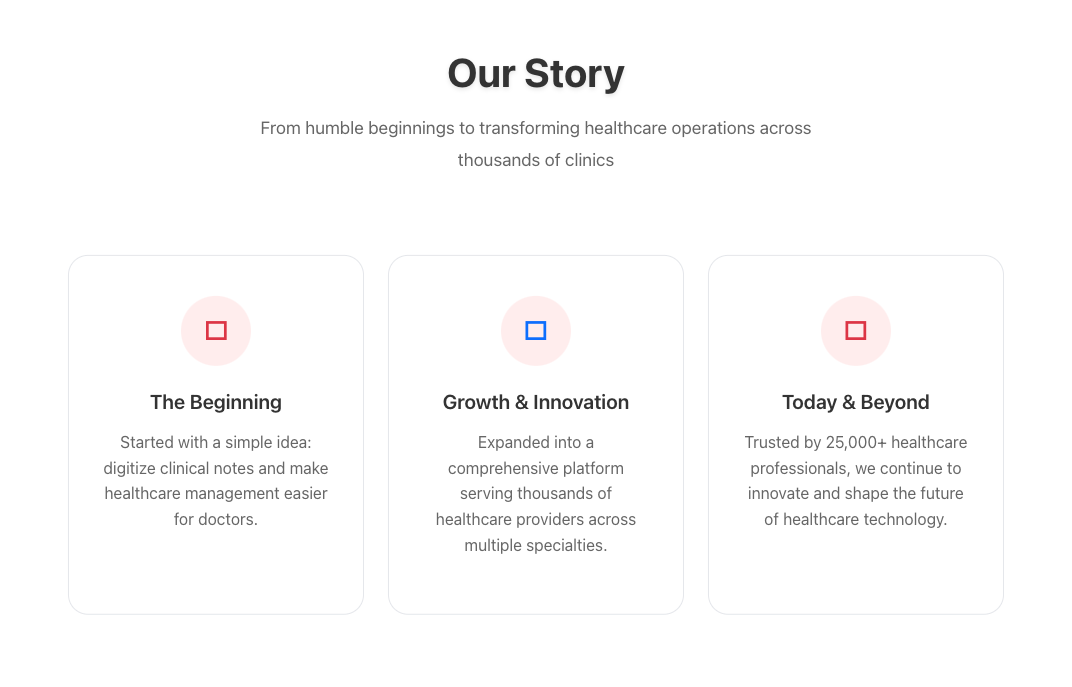 Our Story
From humble beginnings to transforming healthcare operations across
thousands of clinics
The Beginning
Started with a simple idea:
digitize clinical notes and make
healthcare management easier
for doctors.
Growth & Innovation
Expanded into a
comprehensive platform
serving thousands of
healthcare providers across
multiple specialties.
Today & Beyond
Trusted by 25,000+ healthcare
professionals, we continue to
innovate and shape the future
of healthcare technology.